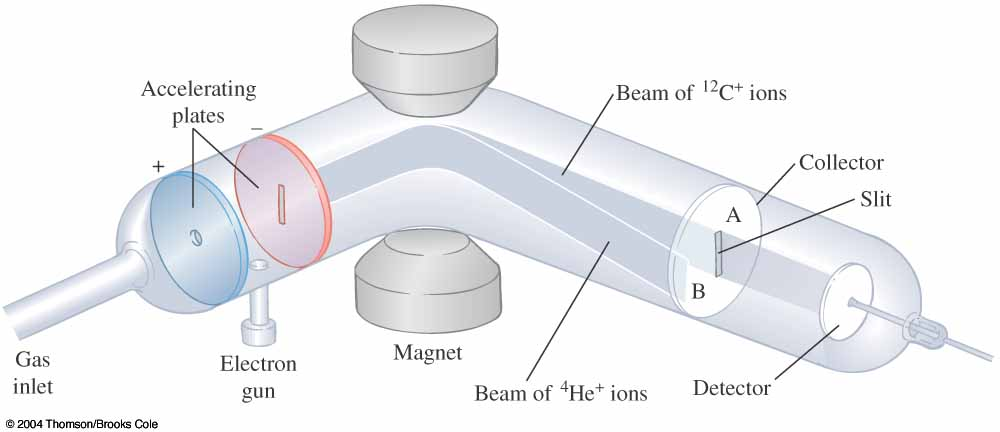 Accelerating
plates
+
−
Beam of ¹²C⁺ ions
Collector
Slit
A
B
Gas
inlet
Electron
gun
Magnet
Beam of ⁴He⁺ ions
Detector
© 2004 Thomson/Brooks Cole